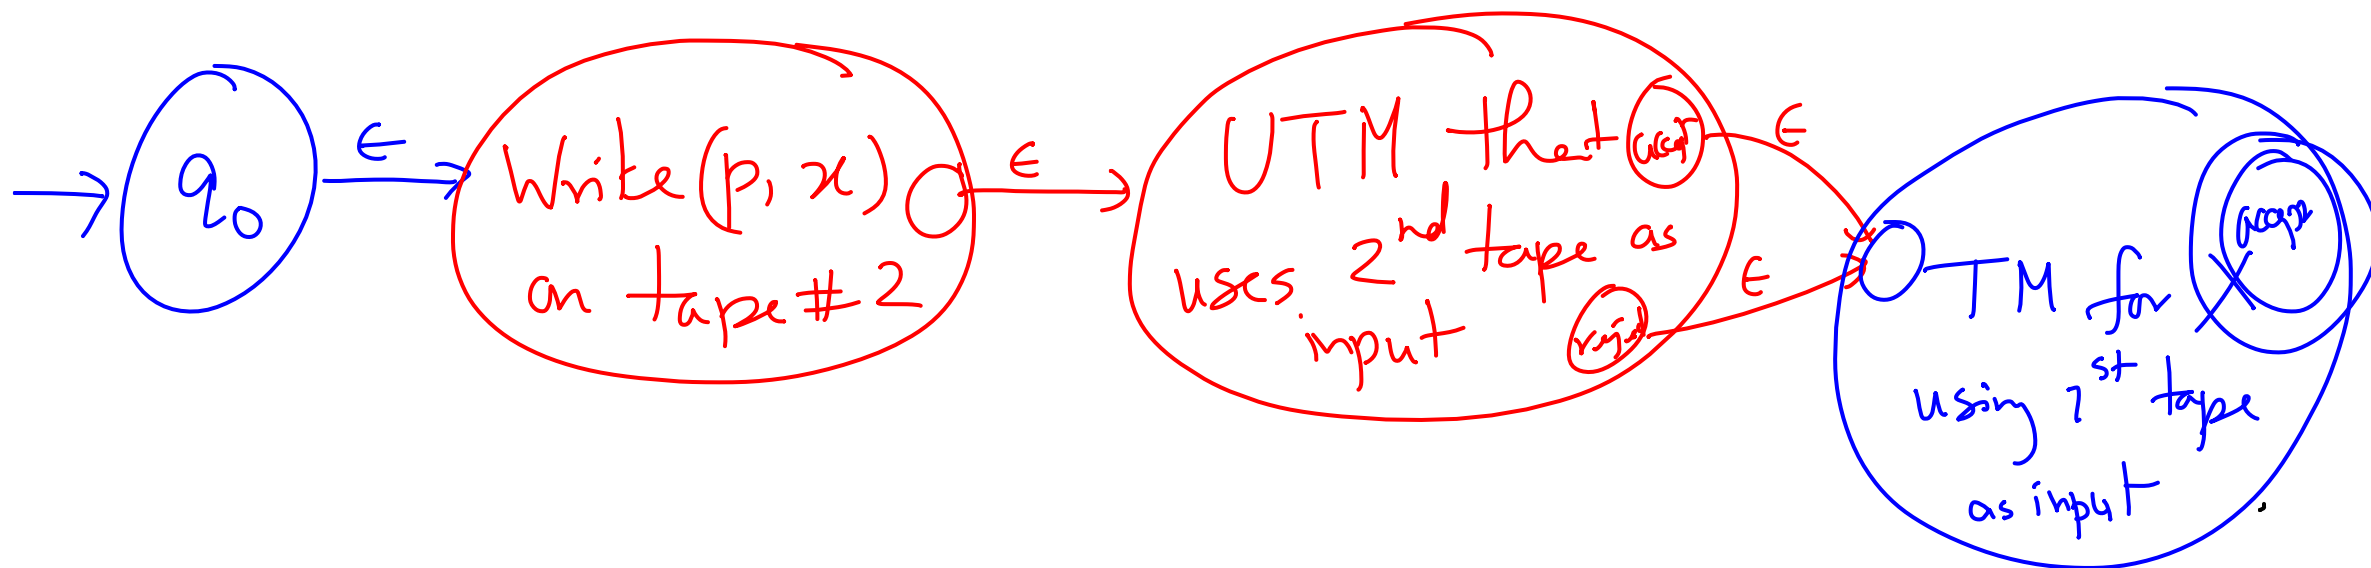 q₀
ϵ
Write(p, x)
on tape #2
ϵ
UTM that
uses 2nd tape as
input
accept
reject
ϵ
ϵ
TM for X
using 1st tape
as input
accept